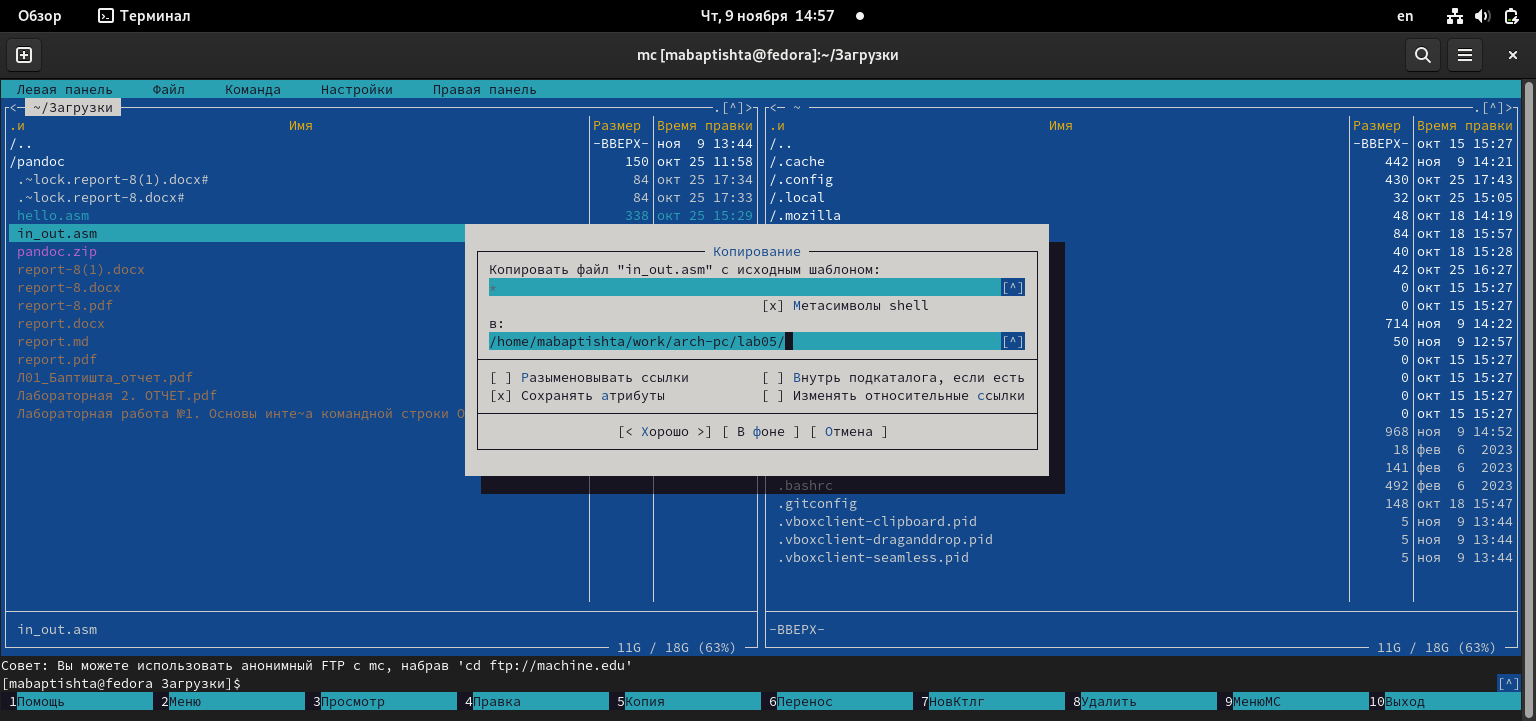 Обзор Терминал Чт, 9 ноября 14:57 en
mc [mabaptishta@fedora]:~/Загрузки
Левая панель Файл Команда Настройки Правая панель
<─ ~/Загрузки .[^]> <─ ~ .[^]>
.и Имя Размер Время правки .и Имя Размер Время правки
/.. -ВВЕРХ- ноя 9 13:44 /.. -ВВЕРХ- окт 15 15:27
/pandoc 150 окт 25 11:58 /.cache 442 ноя 9 14:21
.~lock.report-8(1).docx# 84 окт 25 17:34 /.config 430 окт 25 17:43
.~lock.report-8.docx# 84 окт 25 17:33 /.local 32 окт 25 15:05
hello.asm 338 окт 25 15:29 /.mozilla 48 окт 18 14:19
in_out.asm 84 окт 18 15:57
pandoc.zip Копирование 40 окт 18 15:28
report-8(1).docx Копировать файл "in_out.asm" с исходным шаблоном: 42 окт 25 16:27
report-8.docx * [^] 0 окт 15 15:27
report-8.pdf [x] Метасимволы shell 0 окт 15 15:27
report.docx в: 714 ноя 9 14:22
report.md /home/mabaptishta/work/arch-pc/lab05/ [^] 50 ноя 9 12:57
report.pdf 0 окт 15 15:27
Л01_Баптишта_отчет.pdf [ ] Разыменовывать ссылки [ ] Внутрь подкаталога, если есть 0 окт 15 15:27
Лабораторная 2. ОТЧЕТ.pdf [x] Сохранять атрибуты [ ] Изменять относительные ссылки 0 окт 15 15:27
Лабораторная работа №1. Основы инте~а командной строки О 0 окт 15 15:27
[< Хорошо >] [ В фоне ] [ Отмена ] 968 ноя 9 14:52
18 фев 6 2023
141 фев 6 2023
.bashrc 492 фев 6 2023
.gitconfig 148 окт 18 15:47
.vboxclient-clipboard.pid 5 ноя 9 13:44
.vboxclient-draganddrop.pid 5 ноя 9 13:44
.vboxclient-seamless.pid 5 ноя 9 13:44
in_out.asm -ВВЕРХ-
11G / 18G (63%) 11G / 18G (63%)
Совет: Вы можете использовать анонимный FTP с mc, набрав 'cd ftp://machine.edu'
[mabaptishta@fedora Загрузки]$ [^]
1Помощь 2Меню 3Просмотр 4Правка 5Копия 6Перенос 7НовКтлг 8Удалить 9МенюМС 10Выход